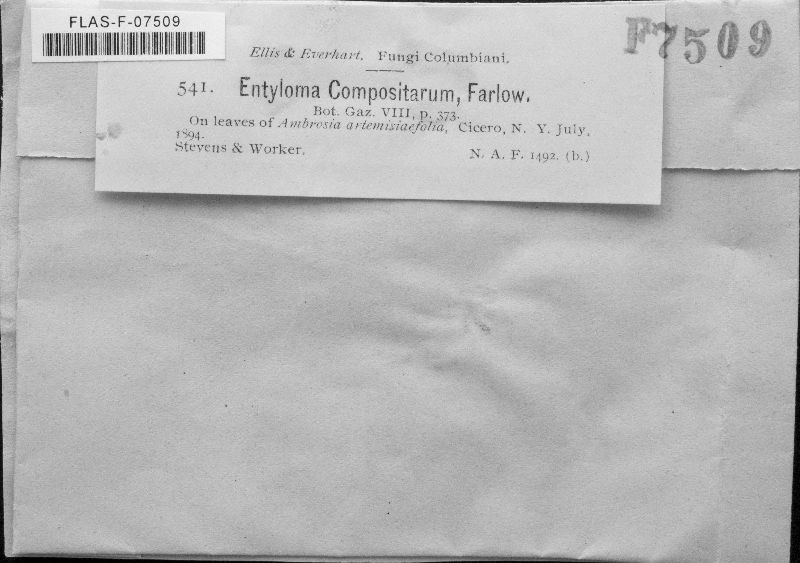 FLAS-F-07509
F7509
Ellis & Everhart. Fungi Columbiani.
541. Entyloma Compositarum, Farlow.
Bot. Gaz. VIII, p. 373.
On leaves of Ambrosia artemisiaefolia, Cicero, N. Y. July,
1894.
Stevens & Worker.
N. A. F. 1492. (b.)